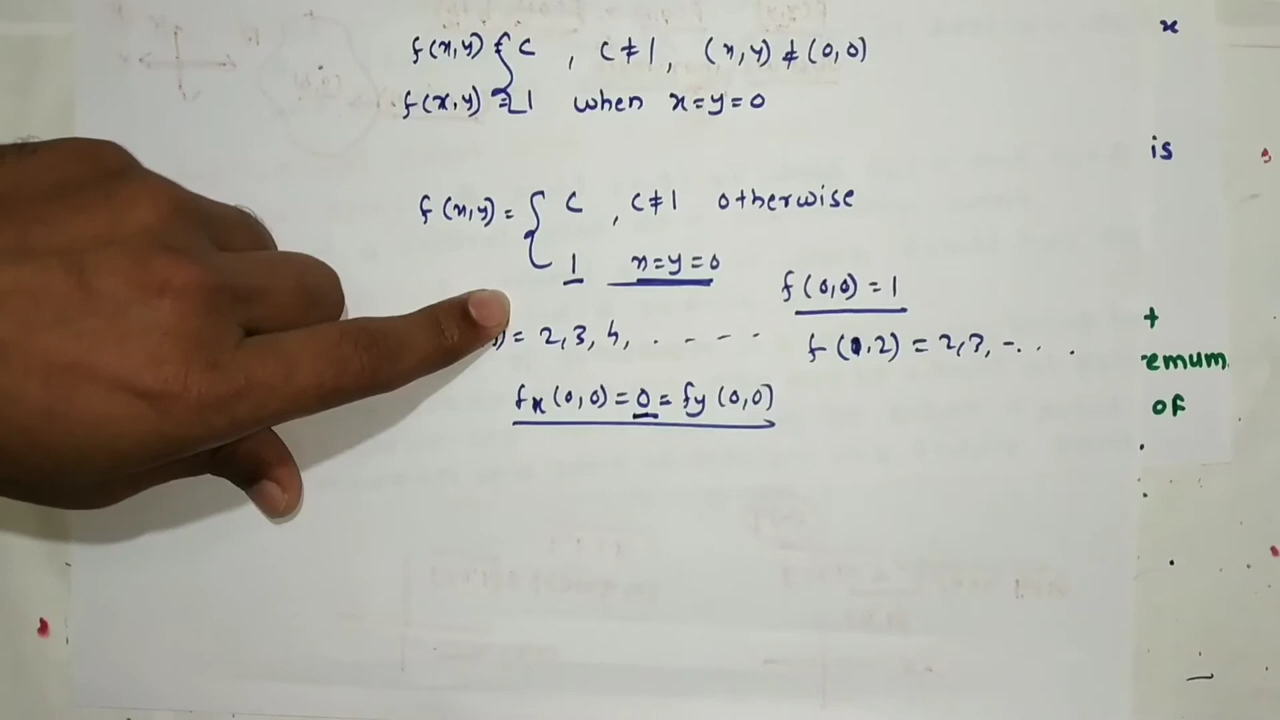 f(x,y) = { c , c ≠ 1, (x,y) ≠ (0,0)
f(x,y) = 1 when x=y=0
f(x,y) = { c , c ≠ 1 otherwise
1 x=y=0
f(0,0) = 1
) = 2,3,4, . - - -
f(0,2) = 2,3, - . . .
fx(0,0) = 0 = fy(0,0)
x
is
+
emum
of